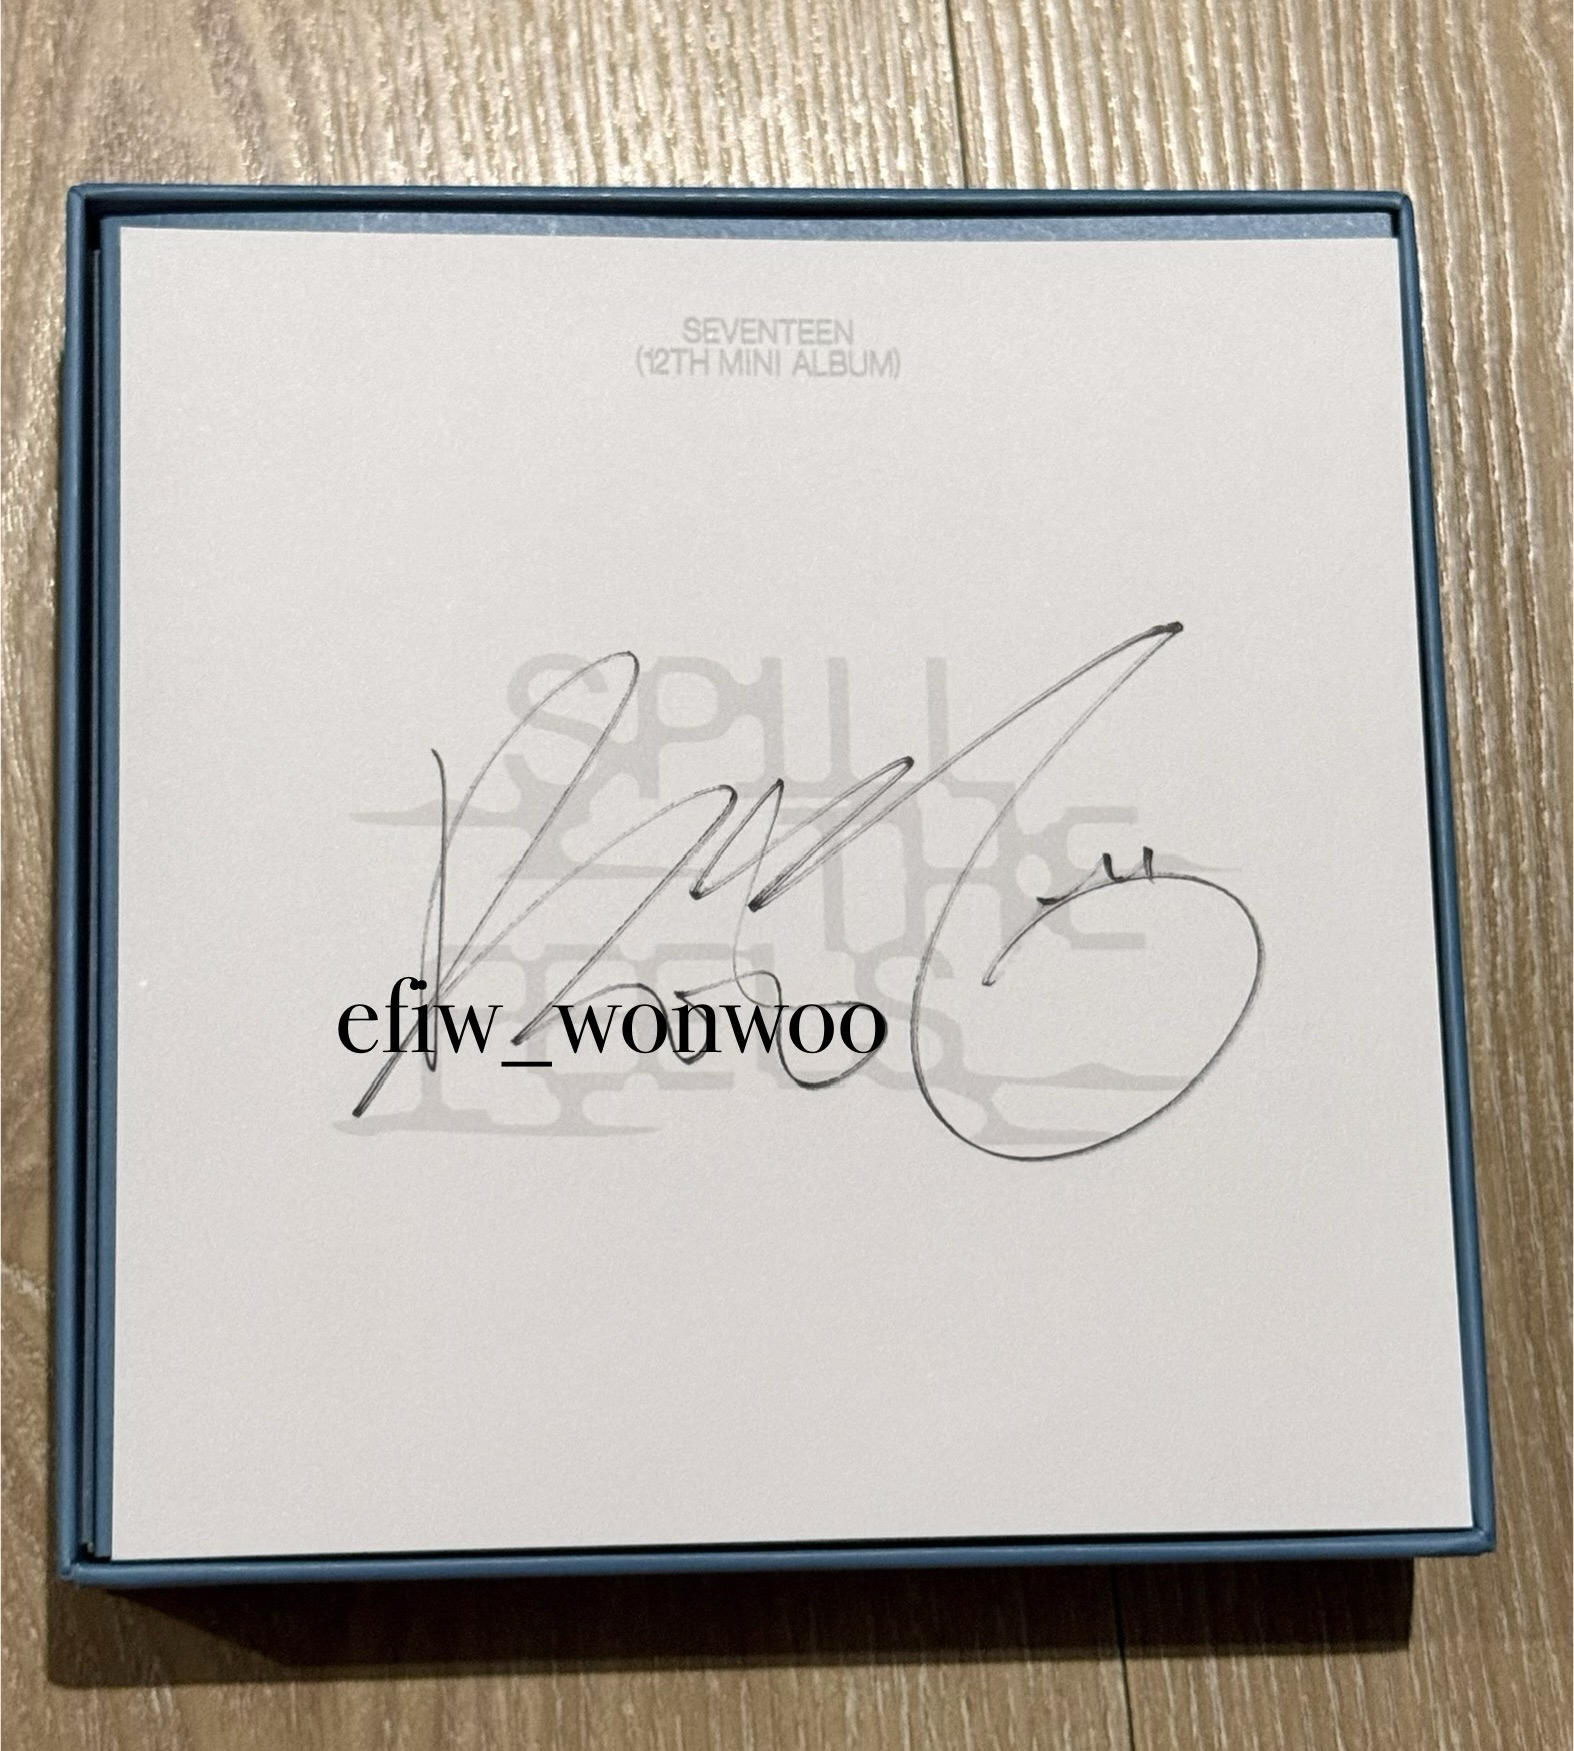 SEVENTEEN
(12TH MINI ALBUM)
SPILL
THE
FEELS
efiw_wonwoo